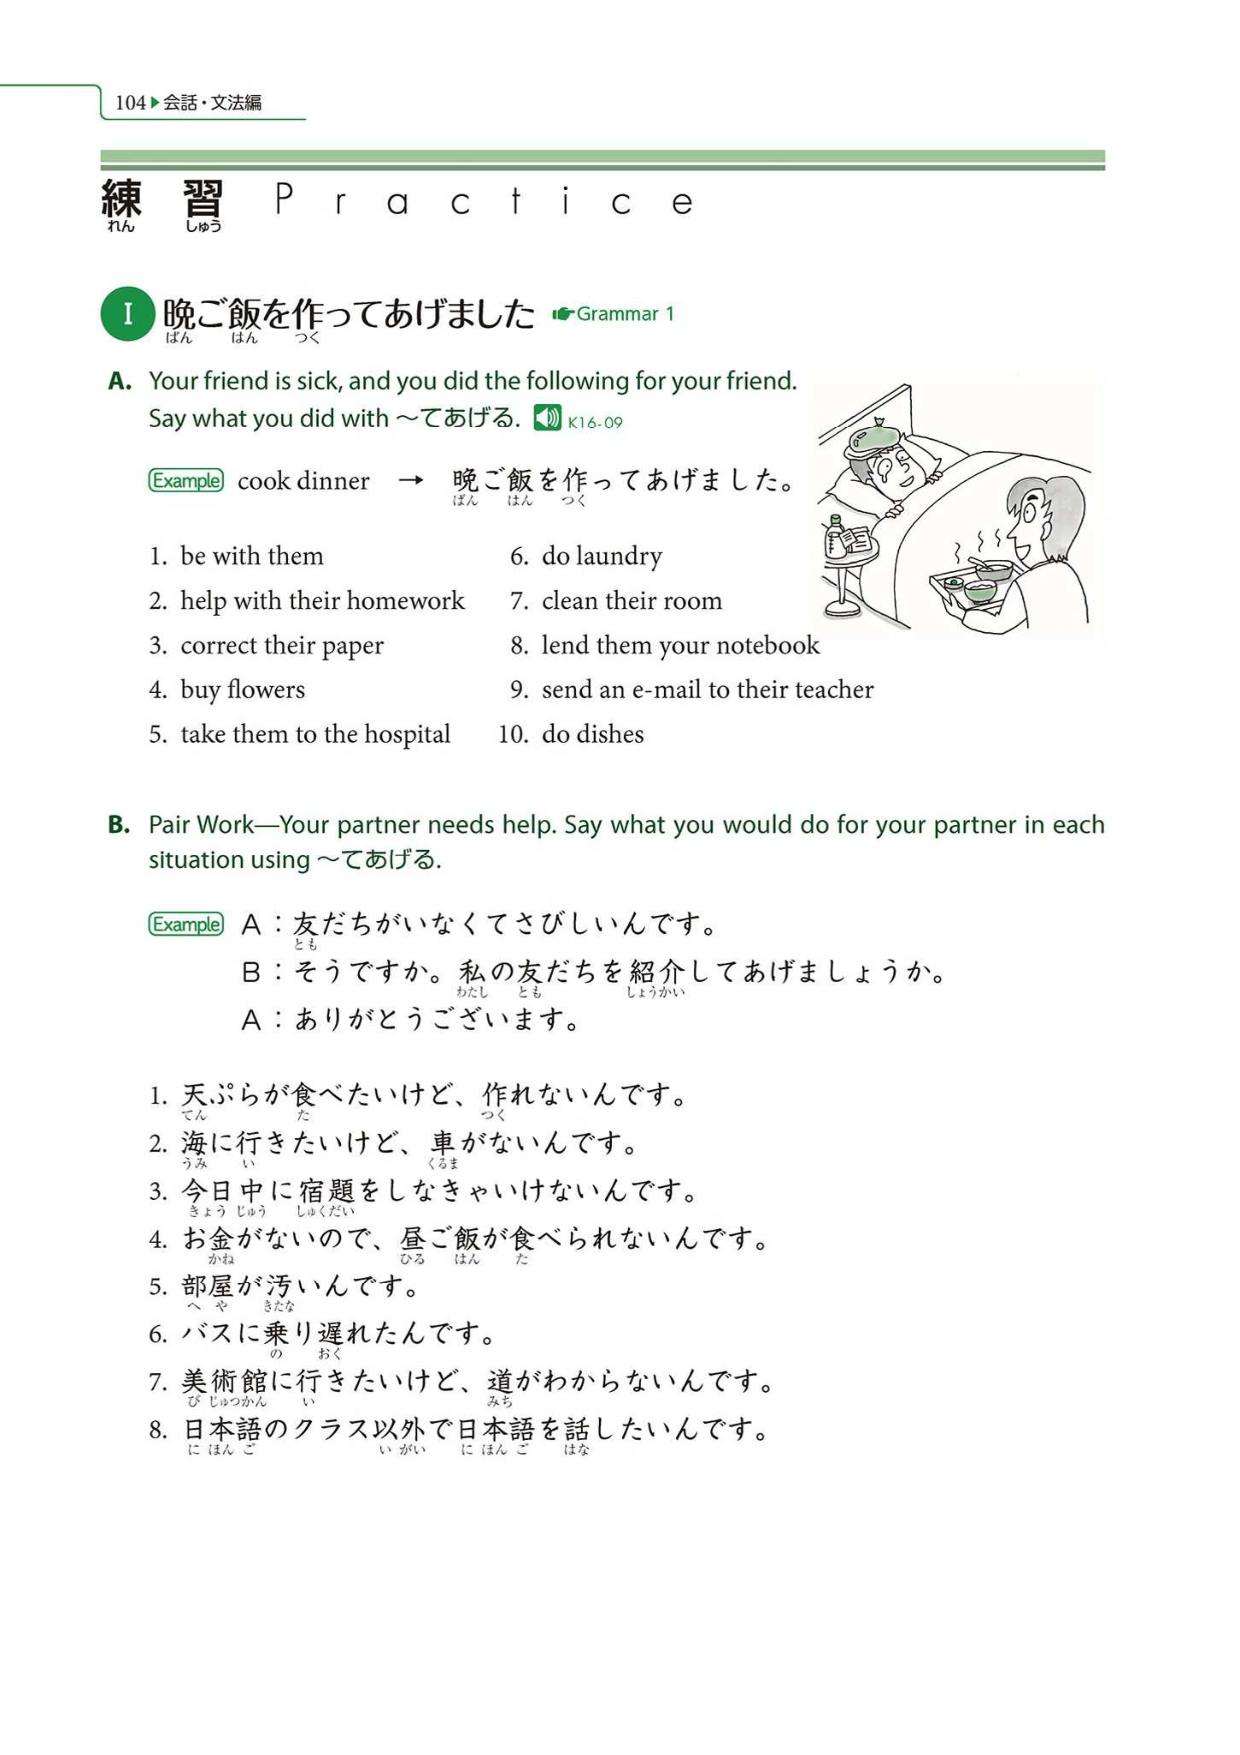 104▶会話・文法編
練習 Practice
れん しゅう
I 晩ご飯を作ってあげました ☛Grammar 1
ばん はん つく
A. Your friend is sick, and you did the following for your friend.
Say what you did with ～てあげる. K16-09
Example cook dinner → 晩ご飯を作ってあげました。
ばん はん つく
1. be with them
2. help with their homework
3. correct their paper
4. buy flowers
5. take them to the hospital
6. do laundry
7. clean their room
8. lend them your notebook
9. send an e-mail to their teacher
10. do dishes
B. Pair Work—Your partner needs help. Say what you would do for your partner in each
situation using ～てあげる.
Example A：友だちがいなくてさびしいんです。
とも
B：そうですか。私の友だちを紹介してあげましょうか。
わたし とも しょうかい
A：ありがとうございます。
1. 天ぷらが食べたいけど、作れないんです。
てん た つく
2. 海に行きたいけど、車がないんです。
うみ い くるま
3. 今日中に宿題をしなきゃいけないんです。
きょう じゅう しゅくだい
4. お金がないので、昼ご飯が食べられないんです。
かね ひる はん た
5. 部屋が汚いんです。
へ や きたな
6. バスに乗り遅れたんです。
の おく
7. 美術館に行きたいけど、道がわからないんです。
び じゅつかん い みち
8. 日本語のクラス以外で日本語を話したいんです。
に ほん ご い がい に ほん ご はな